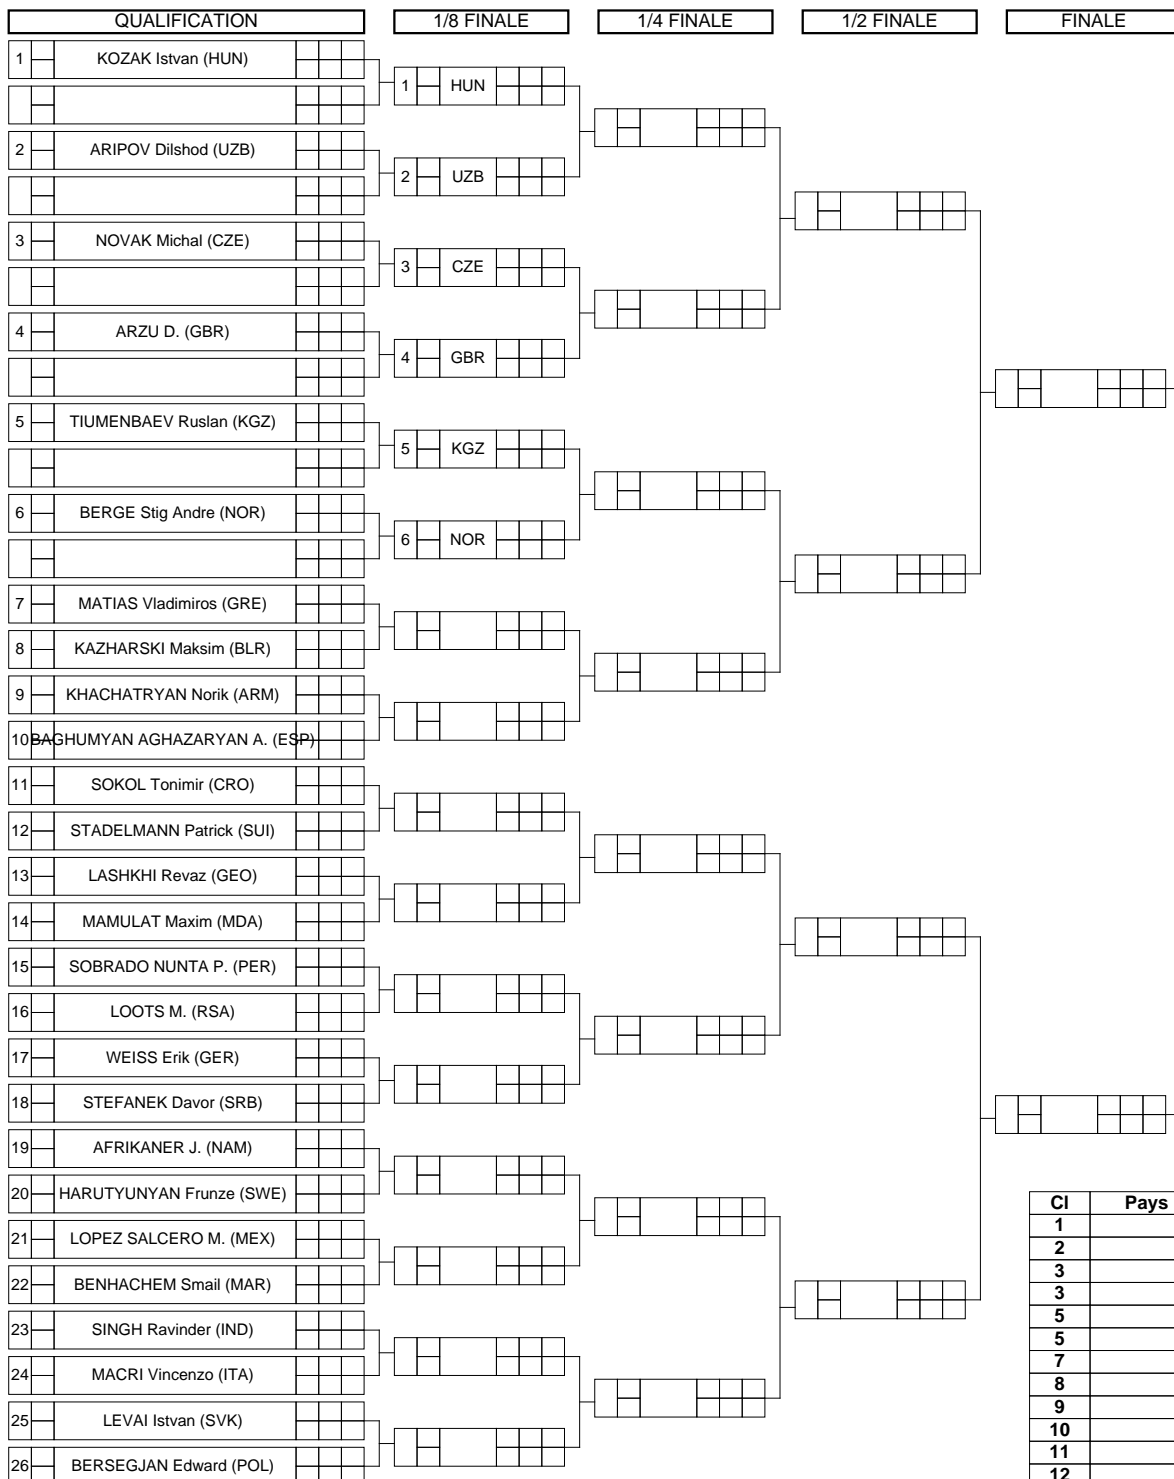 QUALIFICATION 1/8 FINALE 1/4 FINALE 1/2 FINALE FINALE
1 KOZAK Istvan (HUN)
1 HUN
2 ARIPOV Dilshod (UZB)
2 UZB
3 NOVAK Michal (CZE)
3 CZE
4 ARZU D. (GBR)
4 GBR
5 TIUMENBAEV Ruslan (KGZ)
5 KGZ
6 BERGE Stig Andre (NOR)
6 NOR
7 MATIAS Vladimiros (GRE)
8 KAZHARSKI Maksim (BLR)
9 KHACHATRYAN Norik (ARM)
10 BAGHUMYAN AGHAZARYAN A. (ESP)
11 SOKOL Tonimir (CRO)
12 STADELMANN Patrick (SUI)
13 LASHKHI Revaz (GEO)
14 MAMULAT Maxim (MDA)
15 SOBRADO NUNTA P. (PER)
16 LOOTS M. (RSA)
17 WEISS Erik (GER)
18 STEFANEK Davor (SRB)
19 AFRIKANER J. (NAM)
20 HARUTYUNYAN Frunze (SWE)
21 LOPEZ SALCERO M. (MEX)
22 BENHACHEM Smail (MAR)
23 SINGH Ravinder (IND)
24 MACRI Vincenzo (ITA)
25 LEVAI Istvan (SVK)
26 BERSEGJAN Edward (POL)
Cl Pays
1
2
3
3
5
5
7
8
9
10
11
12